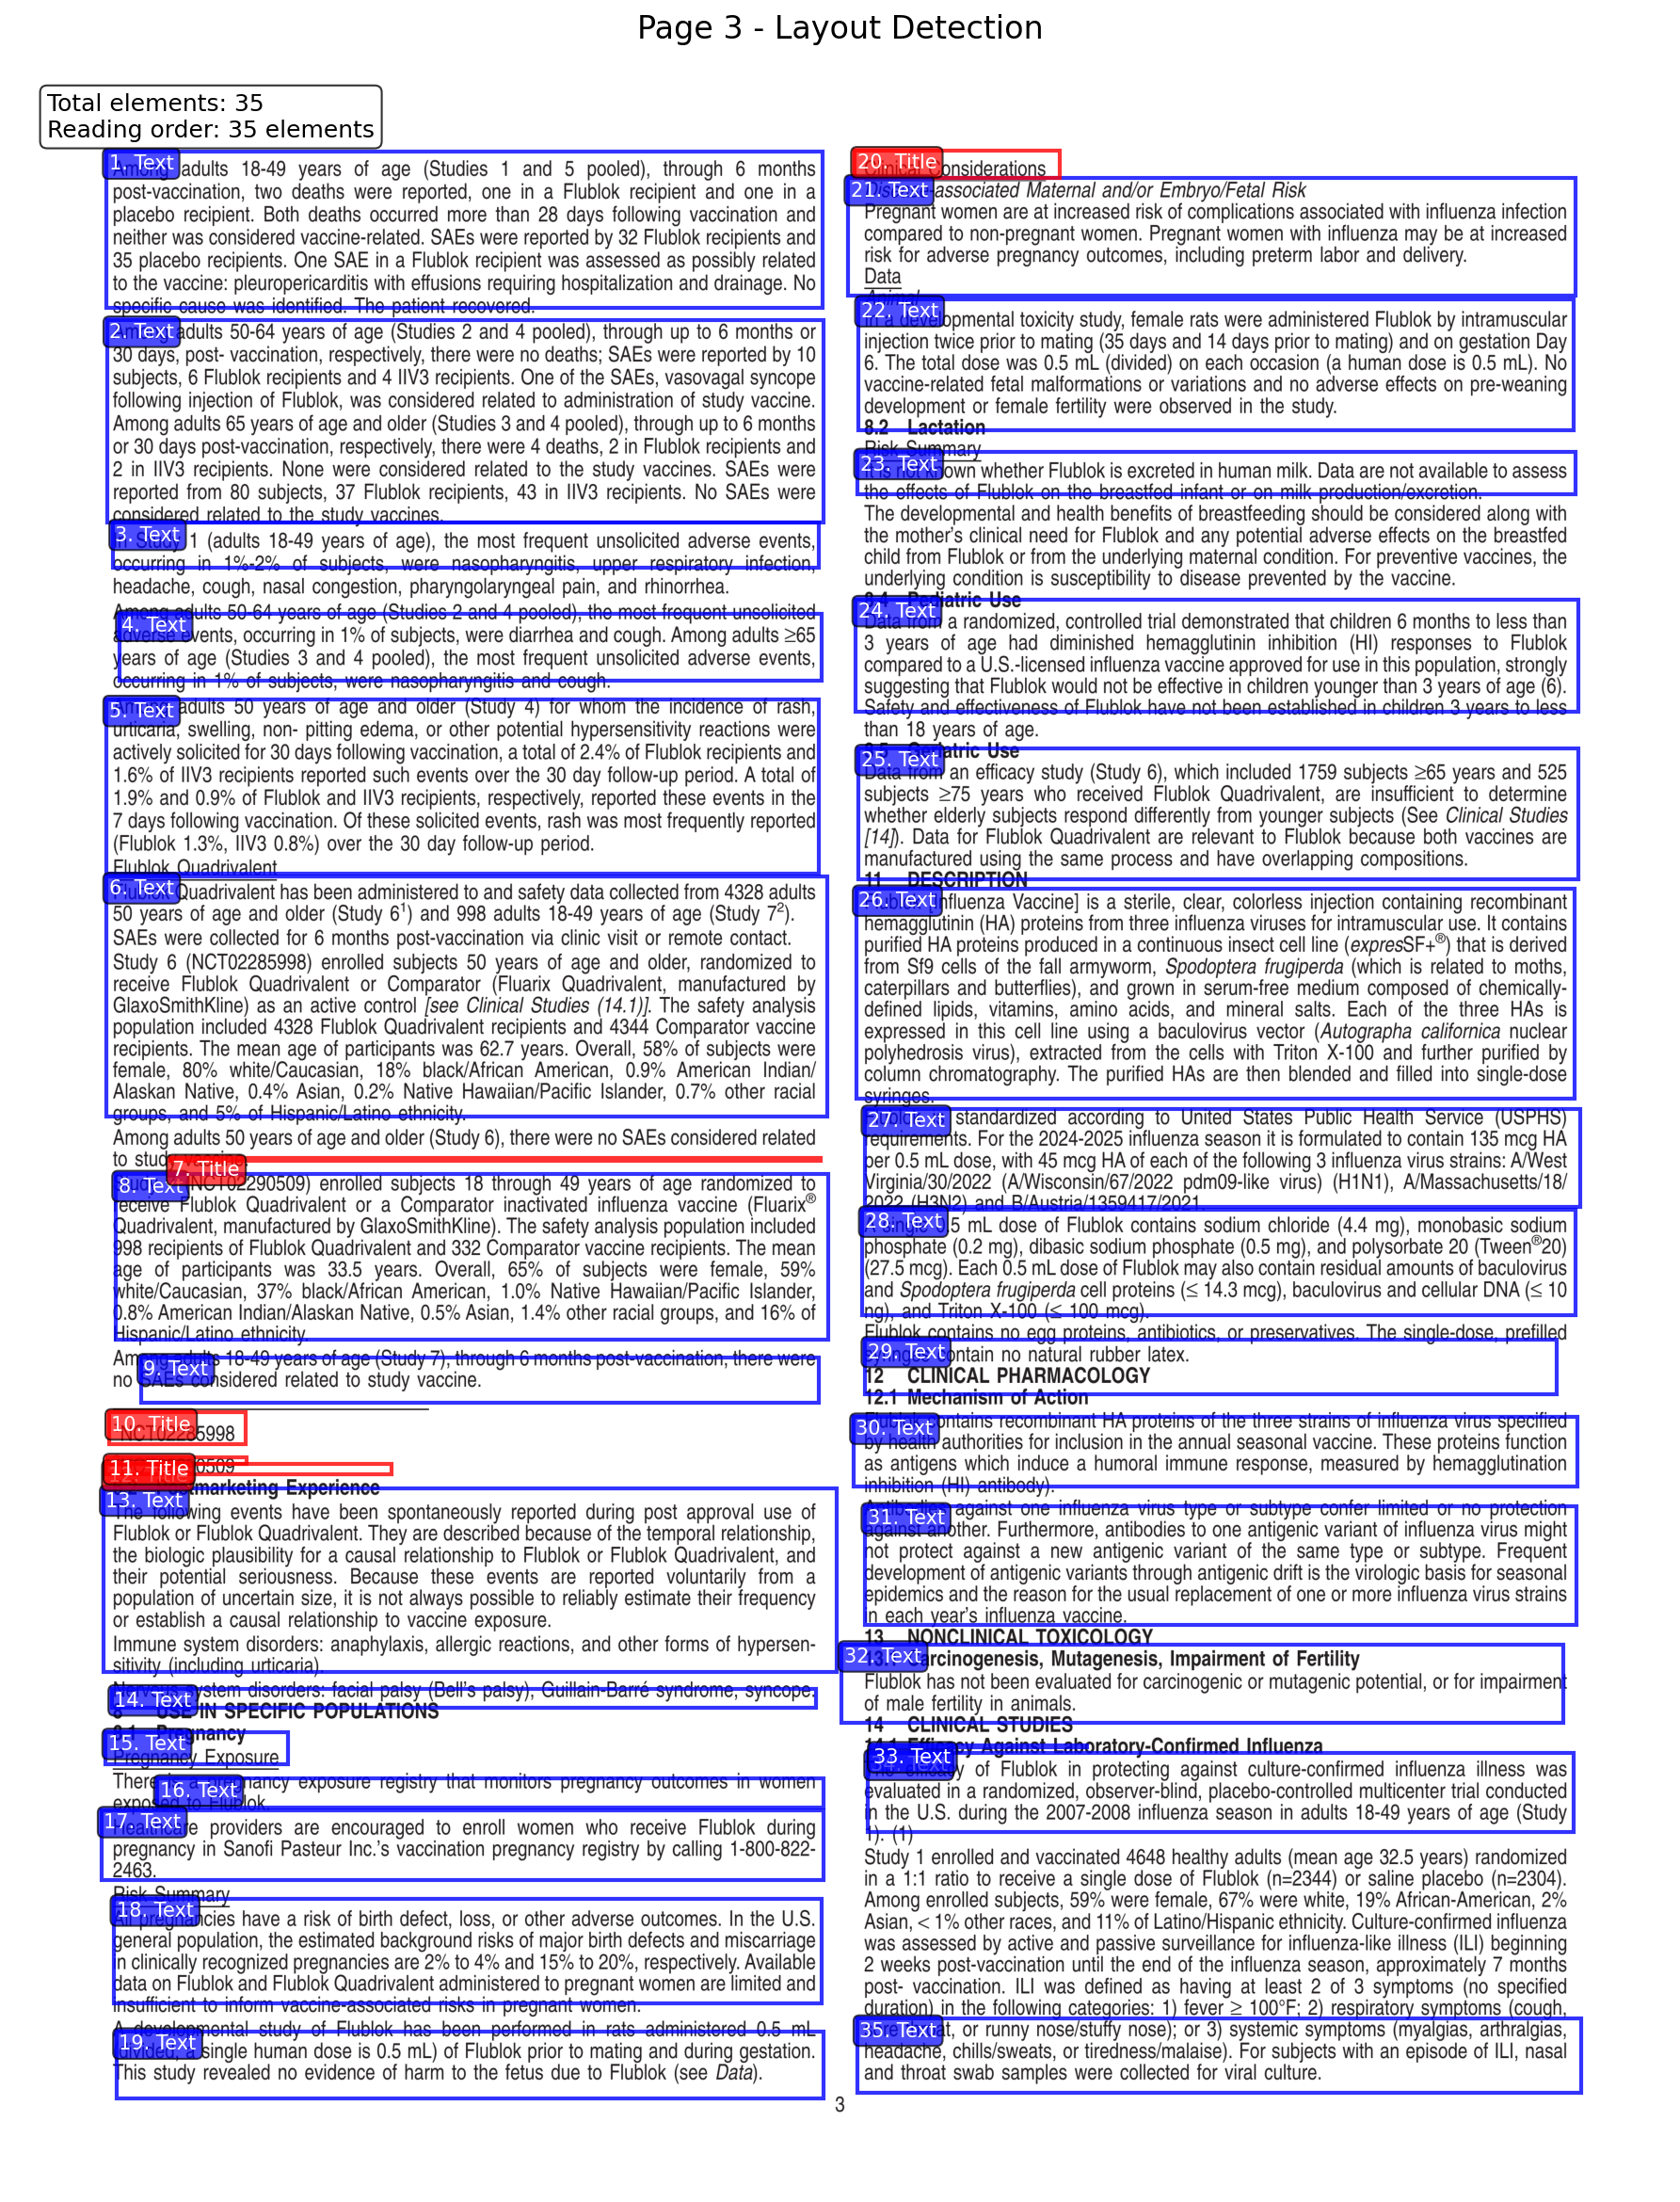 Page 3 - Layout Detection
Total elements: 35
Reading order: 35 elements
1. Text
adults 18-49 years of age (Studies 1 and 5 pooled), through 6 months
post-vaccination, two deaths were reported, one in a Flublok recipient and one in a
placebo recipient. Both deaths occurred more than 28 days following vaccination and
neither was considered vaccine-related. SAEs were reported by 32 Flublok recipients and
35 placebo recipients. One SAE in a Flublok recipient was assessed as possibly related
to the vaccine: pleuropericarditis with effusions requiring hospitalization and drainage. No
specific cause was identified. The patient recovered.
2. Text
adults 50-64 years of age (Studies 2 and 4 pooled), through up to 6 months or
30 days, post- vaccination, respectively, there were no deaths; SAEs were reported by 10
subjects, 6 Flublok recipients and 4 IIV3 recipients. One of the SAEs, vasovagal syncope
following injection of Flublok, was considered related to administration of study vaccine.
Among adults 65 years of age and older (Studies 3 and 4 pooled), through up to 6 months
or 30 days post-vaccination, respectively, there were 4 deaths, 2 in Flublok recipients and
2 in IIV3 recipients. None were considered related to the study vaccines. SAEs were
reported from 80 subjects, 37 Flublok recipients, 43 in IIV3 recipients. No SAEs were
considered related to the study vaccines.
3. Text
1 (adults 18-49 years of age), the most frequent unsolicited adverse events,
occurring in 1%-2% of subjects, were nasopharyngitis, upper respiratory infection,
headache, cough, nasal congestion, pharyngolaryngeal pain, and rhinorrhea.
Among adults 50-64 years of age (Studies 2 and 4 pooled), the most frequent unsolicited
4. Text
adverse events, occurring in 1% of subjects, were diarrhea and cough. Among adults ≥65
years of age (Studies 3 and 4 pooled), the most frequent unsolicited adverse events,
occurring in 1% of subjects, were nasopharyngitis and cough.
5. Text
adults 50 years of age and older (Study 4) for whom the incidence of rash,
urticaria, swelling, non- pitting edema, or other potential hypersensitivity reactions were
actively solicited for 30 days following vaccination, a total of 2.4% of Flublok recipients and
1.6% of IIV3 recipients reported such events over the 30 day follow-up period. A total of
1.9% and 0.9% of Flublok and IIV3 recipients, respectively, reported these events in the
7 days following vaccination. Of these solicited events, rash was most frequently reported
(Flublok 1.3%, IIV3 0.8%) over the 30 day follow-up period.
Flublok Quadrivalent
6. Text
Quadrivalent has been administered to and safety data collected from 4328 adults
50 years of age and older (Study 6¹) and 998 adults 18-49 years of age (Study 7²).
SAEs were collected for 6 months post-vaccination via clinic visit or remote contact.
Study 6 (NCT02285998) enrolled subjects 50 years of age and older, randomized to
receive Flublok Quadrivalent or Comparator (Fluarix Quadrivalent, manufactured by
GlaxoSmithKline) as an active control [see Clinical Studies (14.1)]. The safety analysis
population included 4328 Flublok Quadrivalent recipients and 4344 Comparator vaccine
recipients. The mean age of participants was 62.7 years. Overall, 58% of subjects were
female, 80% white/Caucasian, 18% black/African American, 0.9% American Indian/
Alaskan Native, 0.4% Asian, 0.2% Native Hawaiian/Pacific Islander, 0.7% other racial
groups, and 5% of Hispanic/Latino ethnicity.
Among adults 50 years of age and older (Study 6), there were no SAEs considered related
to study
7. Title
8. Text
(NCT02290509) enrolled subjects 18 through 49 years of age randomized to
receive Flublok Quadrivalent or a Comparator inactivated influenza vaccine (Fluarix®
Quadrivalent, manufactured by GlaxoSmithKline). The safety analysis population included
998 recipients of Flublok Quadrivalent and 332 Comparator vaccine recipients. The mean
age of participants was 33.5 years. Overall, 65% of subjects were female, 59%
white/Caucasian, 37% black/African American, 1.0% Native Hawaiian/Pacific Islander,
0.8% American Indian/Alaskan Native, 0.5% Asian, 1.4% other racial groups, and 16% of
Hispanic/Latino ethnicity.
Among adults 18-49 years of age (Study 7), through 6 months post-vaccination, there were
9. Text
no SAEs considered related to study vaccine.
10. Title
NCT02285998
11. Title
0509
marketing Experience
13. Text
The following events have been spontaneously reported during post approval use of
Flublok or Flublok Quadrivalent. They are described because of the temporal relationship,
the biologic plausibility for a causal relationship to Flublok or Flublok Quadrivalent, and
their potential seriousness. Because these events are reported voluntarily from a
population of uncertain size, it is not always possible to reliably estimate their frequency
or establish a causal relationship to vaccine exposure.
Immune system disorders: anaphylaxis, allergic reactions, and other forms of hypersen-
sitivity (including urticaria).
14. Text
Nervous system disorders: facial palsy (Bell's palsy), Guillain-Barré syndrome, syncope.
8 USE IN SPECIFIC POPULATIONS
8.1 Pregnancy
15. Text
Pregnancy Exposure
There pregnancy exposure registry that monitors pregnancy outcomes in women
16. Text
exposed to Flublok.
17. Text
Healthcare providers are encouraged to enroll women who receive Flublok during
pregnancy in Sanofi Pasteur Inc.'s vaccination pregnancy registry by calling 1-800-822-
2463.
Risk Summary
18. Text
All pregnancies have a risk of birth defect, loss, or other adverse outcomes. In the U.S.
general population, the estimated background risks of major birth defects and miscarriage
in clinically recognized pregnancies are 2% to 4% and 15% to 20%, respectively. Available
data on Flublok and Flublok Quadrivalent administered to pregnant women are limited and
insufficient to inform vaccine-associated risks in pregnant women.
A developmental study of Flublok has been performed in rats administered 0.5 mL
19. Text
(divided, a single human dose is 0.5 mL) of Flublok prior to mating and during gestation.
This study revealed no evidence of harm to the fetus due to Flublok (see Data).
20. Title
Considerations
21. Text
-associated Maternal and/or Embryo/Fetal Risk
Pregnant women are at increased risk of complications associated with influenza infection
compared to non-pregnant women. Pregnant women with influenza may be at increased
risk for adverse pregnancy outcomes, including preterm labor and delivery.
Data
Animal
22. Text
In a developmental toxicity study, female rats were administered Flublok by intramuscular
injection twice prior to mating (35 days and 14 days prior to mating) and on gestation Day
6. The total dose was 0.5 mL (divided) on each occasion (a human dose is 0.5 mL). No
vaccine-related fetal malformations or variations and no adverse effects on pre-weaning
development or female fertility were observed in the study.
8.2 Lactation
Risk Summary
23. Text
It is not known whether Flublok is excreted in human milk. Data are not available to assess
the effects of Flublok on the breastfed infant or on milk production/excretion.
The developmental and health benefits of breastfeeding should be considered along with
the mother's clinical need for Flublok and any potential adverse effects on the breastfed
child from Flublok or from the underlying maternal condition. For preventive vaccines, the
underlying condition is susceptibility to disease prevented by the vaccine.
8.4 Pediatric Use
24. Text
Data from a randomized, controlled trial demonstrated that children 6 months to less than
3 years of age had diminished hemagglutinin inhibition (HI) responses to Flublok
compared to a U.S.-licensed influenza vaccine approved for use in this population, strongly
suggesting that Flublok would not be effective in children younger than 3 years of age (6).
Safety and effectiveness of Flublok have not been established in children 3 years to less
than 18 years of age.
8.5 Geriatric Use
25. Text
Data from an efficacy study (Study 6), which included 1759 subjects ≥65 years and 525
subjects ≥75 years who received Flublok Quadrivalent, are insufficient to determine
whether elderly subjects respond differently from younger subjects (See Clinical Studies
[14]). Data for Flublok Quadrivalent are relevant to Flublok because both vaccines are
manufactured using the same process and have overlapping compositions.
11 DESCRIPTION
26. Text
[Influenza Vaccine] is a sterile, clear, colorless injection containing recombinant
hemagglutinin (HA) proteins from three influenza viruses for intramuscular use. It contains
purified HA proteins produced in a continuous insect cell line (expresSF+®) that is derived
from Sf9 cells of the fall armyworm, Spodoptera frugiperda (which is related to moths,
caterpillars and butterflies), and grown in serum-free medium composed of chemically-
defined lipids, vitamins, amino acids, and mineral salts. Each of the three HAs is
expressed in this cell line using a baculovirus vector (Autographa californica nuclear
polyhedrosis virus), extracted from the cells with Triton X-100 and further purified by
column chromatography. The purified HAs are then blended and filled into single-dose
syringes.
27. Text
standardized according to United States Public Health Service (USPHS)
requirements. For the 2024-2025 influenza season it is formulated to contain 135 mcg HA
per 0.5 mL dose, with 45 mcg HA of each of the following 3 influenza virus strains: A/West
Virginia/30/2022 (A/Wisconsin/67/2022 pdm09-like virus) (H1N1), A/Massachusetts/18/
2022 (H3N2) and B/Austria/1359417/2021.
28. Text
A single 0.5 mL dose of Flublok contains sodium chloride (4.4 mg), monobasic sodium
phosphate (0.2 mg), dibasic sodium phosphate (0.5 mg), and polysorbate 20 (Tween®20)
(27.5 mcg). Each 0.5 mL dose of Flublok may also contain residual amounts of baculovirus
and Spodoptera frugiperda cell proteins (≤ 14.3 mcg), baculovirus and cellular DNA (≤ 10
ng), and Triton X-100 (≤ 100 mcg).
Flublok contains no egg proteins, antibiotics, or preservatives. The single-dose, prefilled
29. Text
syringes contain no natural rubber latex.
12 CLINICAL PHARMACOLOGY
12.1 Mechanism of Action
30. Text
Flublok contains recombinant HA proteins of the three strains of influenza virus specified
by health authorities for inclusion in the annual seasonal vaccine. These proteins function
as antigens which induce a humoral immune response, measured by hemagglutination
inhibition (HI) antibody).
31. Text
Antibodies against one influenza virus type or subtype confer limited or no protection
against another. Furthermore, antibodies to one antigenic variant of influenza virus might
not protect against a new antigenic variant of the same type or subtype. Frequent
development of antigenic variants through antigenic drift is the virologic basis for seasonal
epidemics and the reason for the usual replacement of one or more influenza virus strains
in each year's influenza vaccine.
13 NONCLINICAL TOXICOLOGY
32. Text
13.1 Carcinogenesis, Mutagenesis, Impairment of Fertility
Flublok has not been evaluated for carcinogenic or mutagenic potential, or for impairment
of male fertility in animals.
14 CLINICAL STUDIES
14.1 Efficacy Against Laboratory-Confirmed Influenza
33. Text
The efficacy of Flublok in protecting against culture-confirmed influenza illness was
evaluated in a randomized, observer-blind, placebo-controlled multicenter trial conducted
in the U.S. during the 2007-2008 influenza season in adults 18-49 years of age (Study
1). (1)
Study 1 enrolled and vaccinated 4648 healthy adults (mean age 32.5 years) randomized
in a 1:1 ratio to receive a single dose of Flublok (n=2344) or saline placebo (n=2304).
Among enrolled subjects, 59% were female, 67% were white, 19% African-American, 2%
Asian, < 1% other races, and 11% of Latino/Hispanic ethnicity. Culture-confirmed influenza
was assessed by active and passive surveillance for influenza-like illness (ILI) beginning
2 weeks post-vaccination until the end of the influenza season, approximately 7 months
post- vaccination. ILI was defined as having at least 2 of 3 symptoms (no specified
duration) in the following categories: 1) fever ≥ 100°F; 2) respiratory symptoms (cough,
35. Text
throat, or runny nose/stuffy nose); or 3) systemic symptoms (myalgias, arthralgias,
headache, chills/sweats, or tiredness/malaise). For subjects with an episode of ILI, nasal
and throat swab samples were collected for viral culture.
3